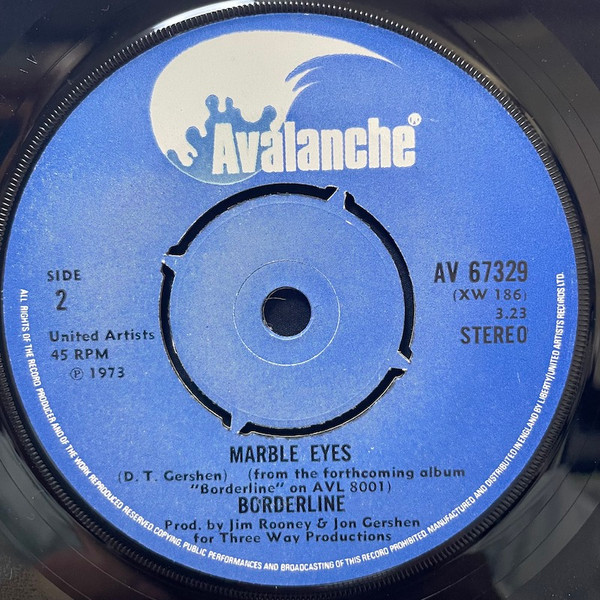 Avalanche®
SIDE
2
United Artists
45 RPM
℗ 1973
AV 67329
(XW 186)
3.23
STEREO
MARBLE EYES
(D. T. Gershen) (from the forthcoming album
"Borderline" on AVL 8001)
BORDERLINE
Prod. by Jim Rooney & Jon Gershen
for Three Way Productions
ALL RIGHTS OF THE RECORD PRODUCER AND OF THE WORK REPRODUCED RESERVED. COPYING, PUBLIC PERFORMANCES AND BROADCASTING OF THIS RECORD PROHIBITED. MANUFACTURED AND DISTRIBUTED IN ENGLAND BY LIBERTY/UNITED ARTISTS RECORDS LTD.